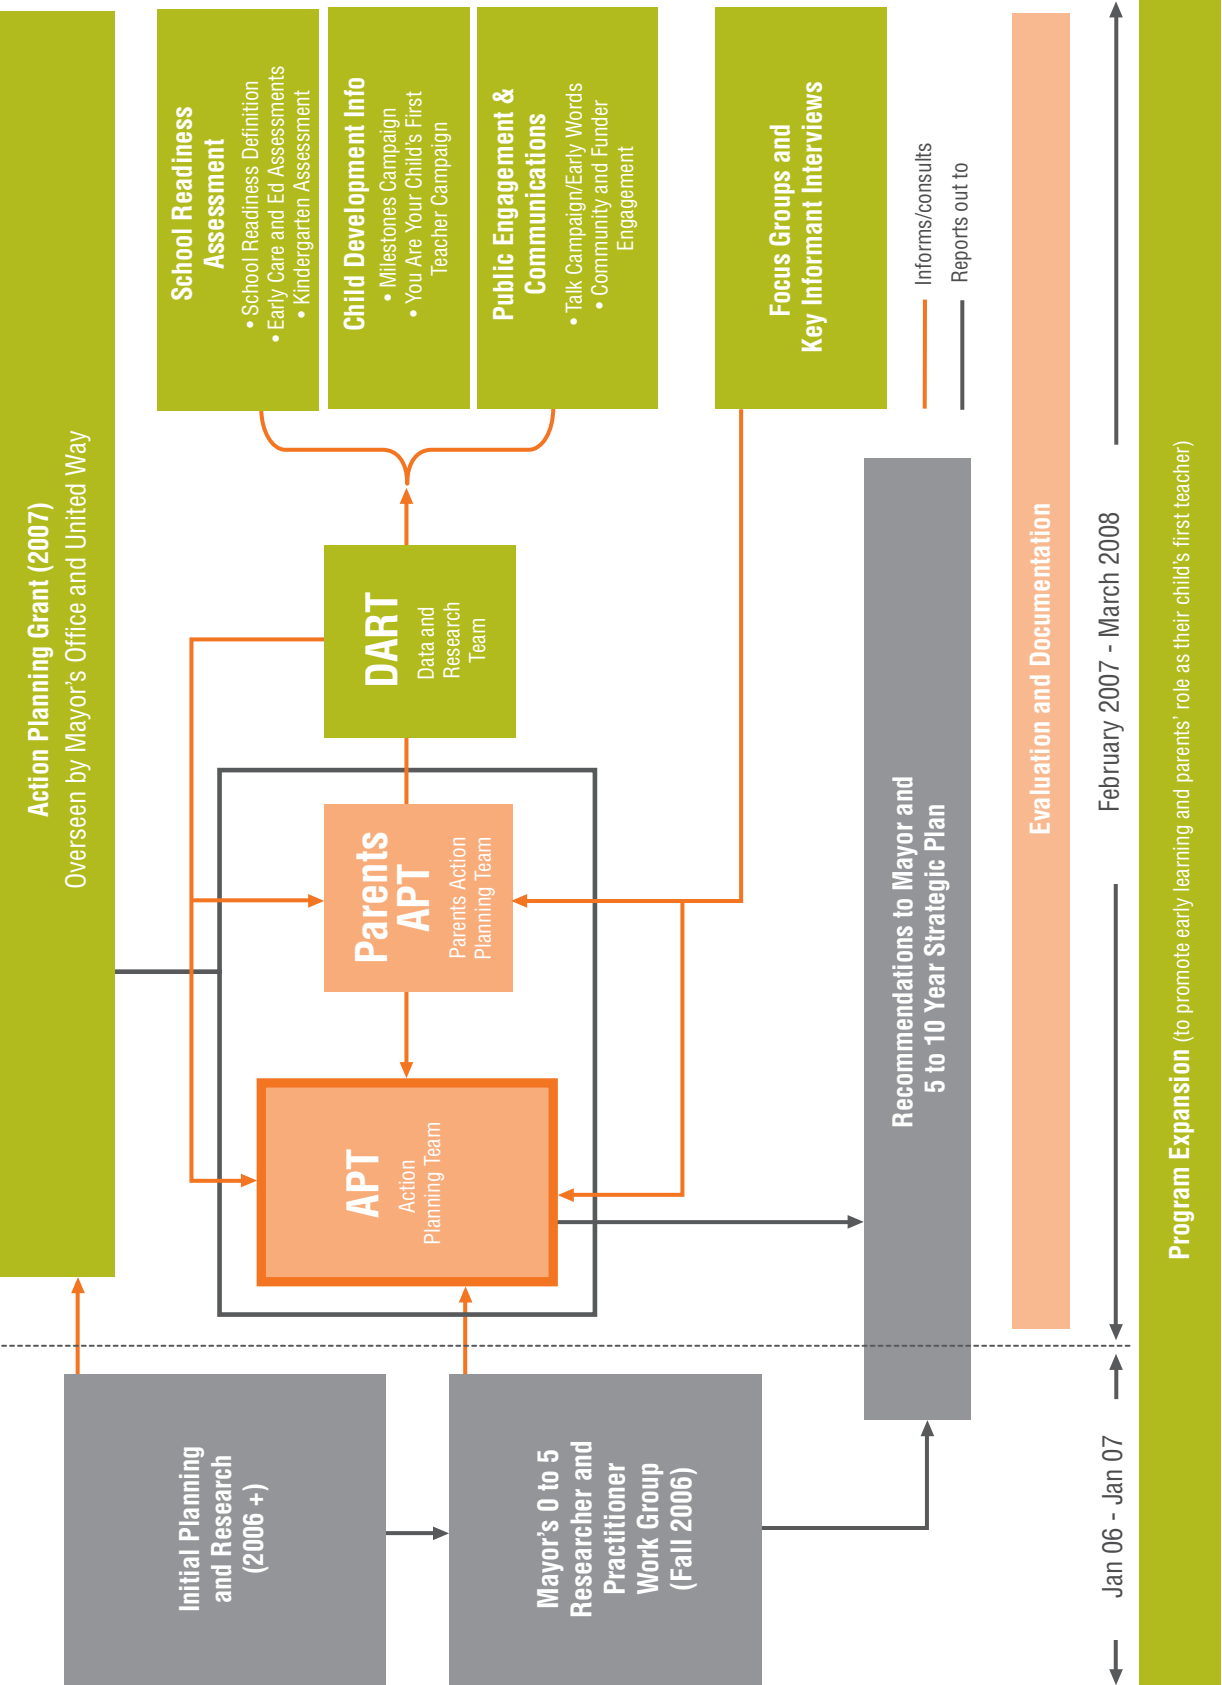 Action Planning Grant (2007)
Overseen by Mayor's Office and United Way
Initial Planning
and Research
(2006 +)
Mayor's 0 to 5
Researcher and
Practitioner
Work Group
(Fall 2006)
APT
Action
Planning Team
Parents
APT
Parents Action
Planning Team
DART
Data and
Research
Team
School Readiness
Assessment
• School Readiness Definition
• Early Care and Ed Assessments
• Kindergarten Assessment
Child Development Info
• Milestones Campaign
• You Are Your Child's First
Teacher Campaign
Public Engagement &
Communications
• Talk Campaign/Early Words
• Community and Funder
Engagement
Focus Groups and
Key Informant Interviews
Informs/consults
Reports out to
Recommendations to Mayor and
5 to 10 Year Strategic Plan
Evaluation and Documentation
Jan 06 - Jan 07
February 2007 - March 2008
Program Expansion (to promote early learning and parents' role as their child's first teacher)